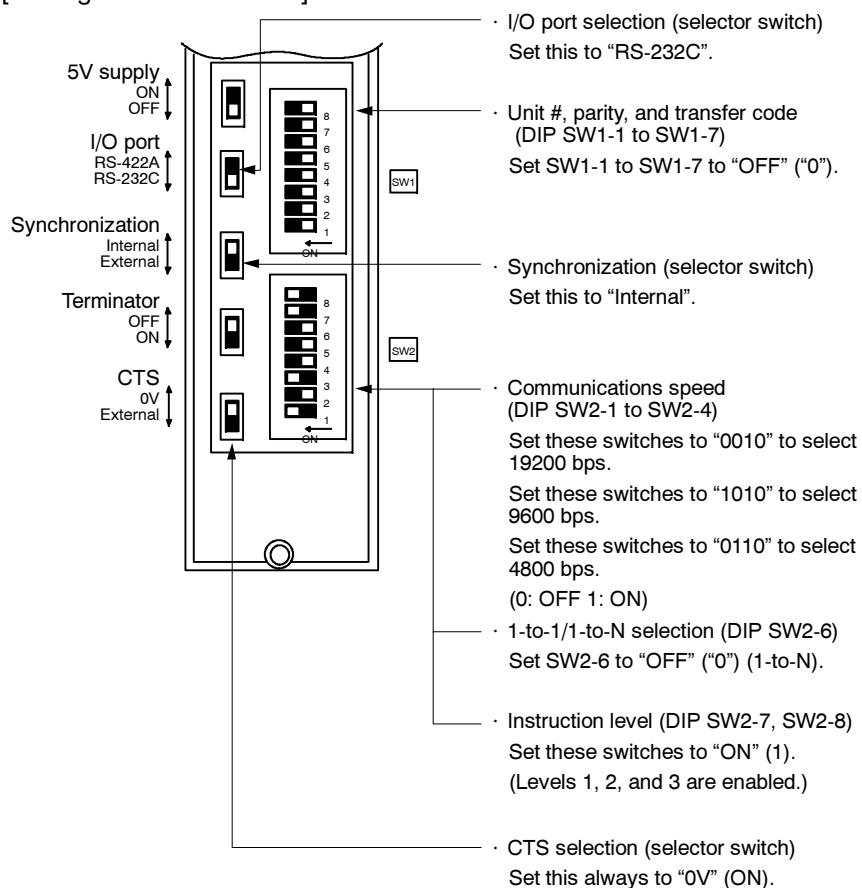 · I/O port selection (selector switch)
Set this to “RS-232C”.
5V supply
ON
OFF
I/O port
RS-422A
RS-232C
Synchronization
Internal
External
Terminator
OFF
ON
CTS
0V
External
8
7
6
5
4
3
2
1
ON
SW1
8
7
6
5
4
3
2
1
ON
SW2
· Unit #, parity, and transfer code
(DIP SW1-1 to SW1-7)
Set SW1-1 to SW1-7 to “OFF” (“0”).
· Synchronization (selector switch)
Set this to “Internal”.
· Communications speed
(DIP SW2-1 to SW2-4)
Set these switches to “0010” to select
19200 bps.
Set these switches to “1010” to select
9600 bps.
Set these switches to “0110” to select
4800 bps.
(0: OFF 1: ON)
· 1-to-1/1-to-N selection (DIP SW2-6)
Set SW2-6 to “OFF” (“0”) (1-to-N).
· Instruction level (DIP SW2-7, SW2-8)
Set these switches to “ON” (1).
(Levels 1, 2, and 3 are enabled.)
· CTS selection (selector switch)
Set this always to “0V” (ON).